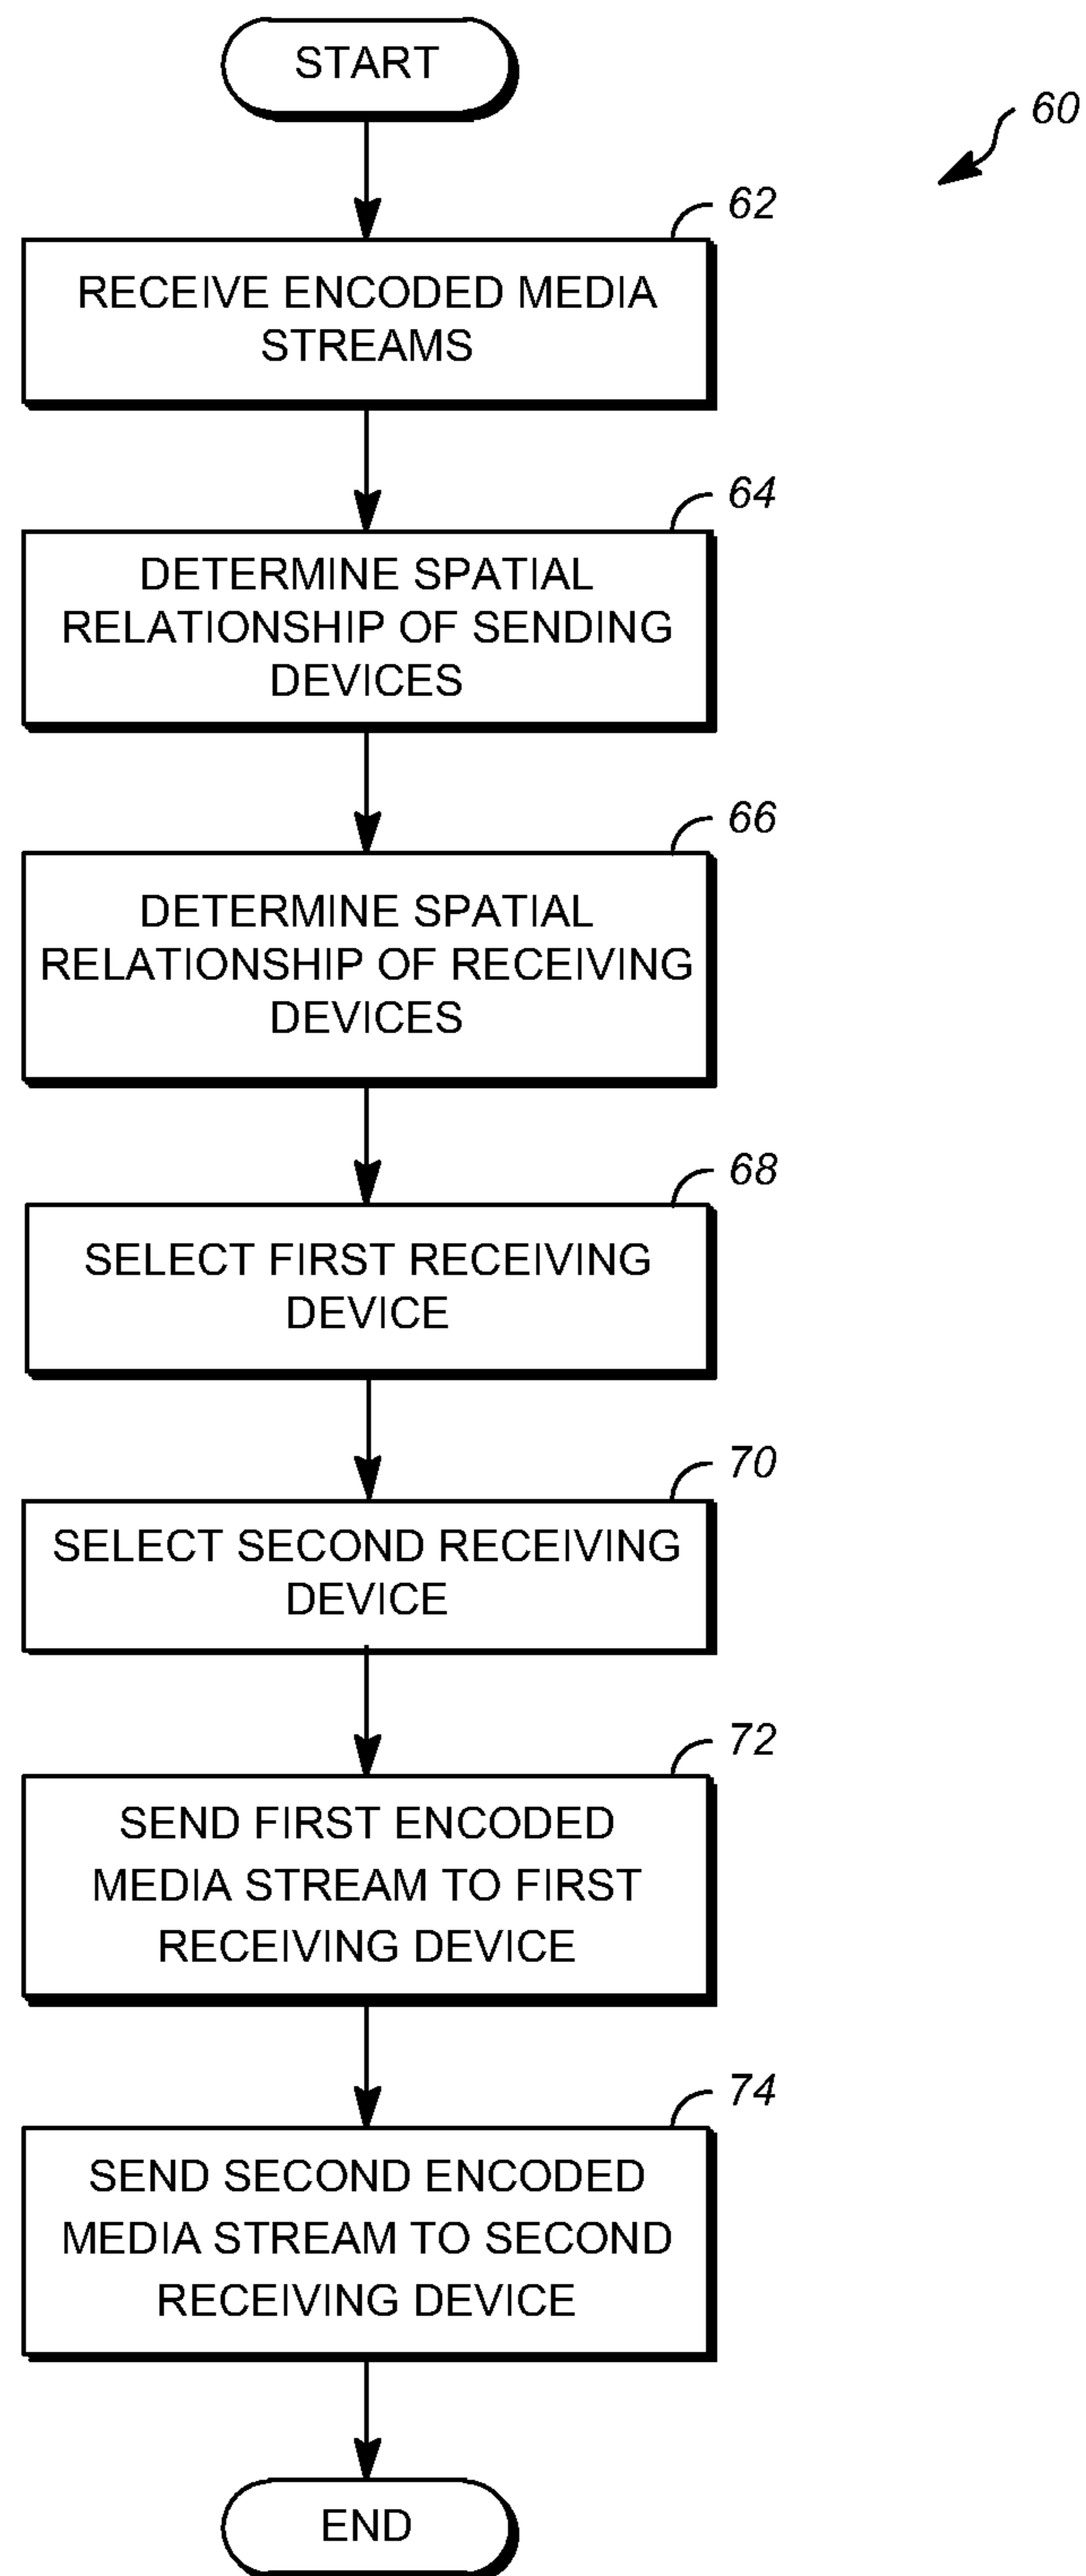 START
60
62
RECEIVE ENCODED MEDIA
STREAMS
64
DETERMINE SPATIAL
RELATIONSHIP OF SENDING
DEVICES
66
DETERMINE SPATIAL
RELATIONSHIP OF RECEIVING
DEVICES
68
SELECT FIRST RECEIVING
DEVICE
70
SELECT SECOND RECEIVING
DEVICE
72
SEND FIRST ENCODED
MEDIA STREAM TO FIRST
RECEIVING DEVICE
74
SEND SECOND ENCODED
MEDIA STREAM TO SECOND
RECEIVING DEVICE
END